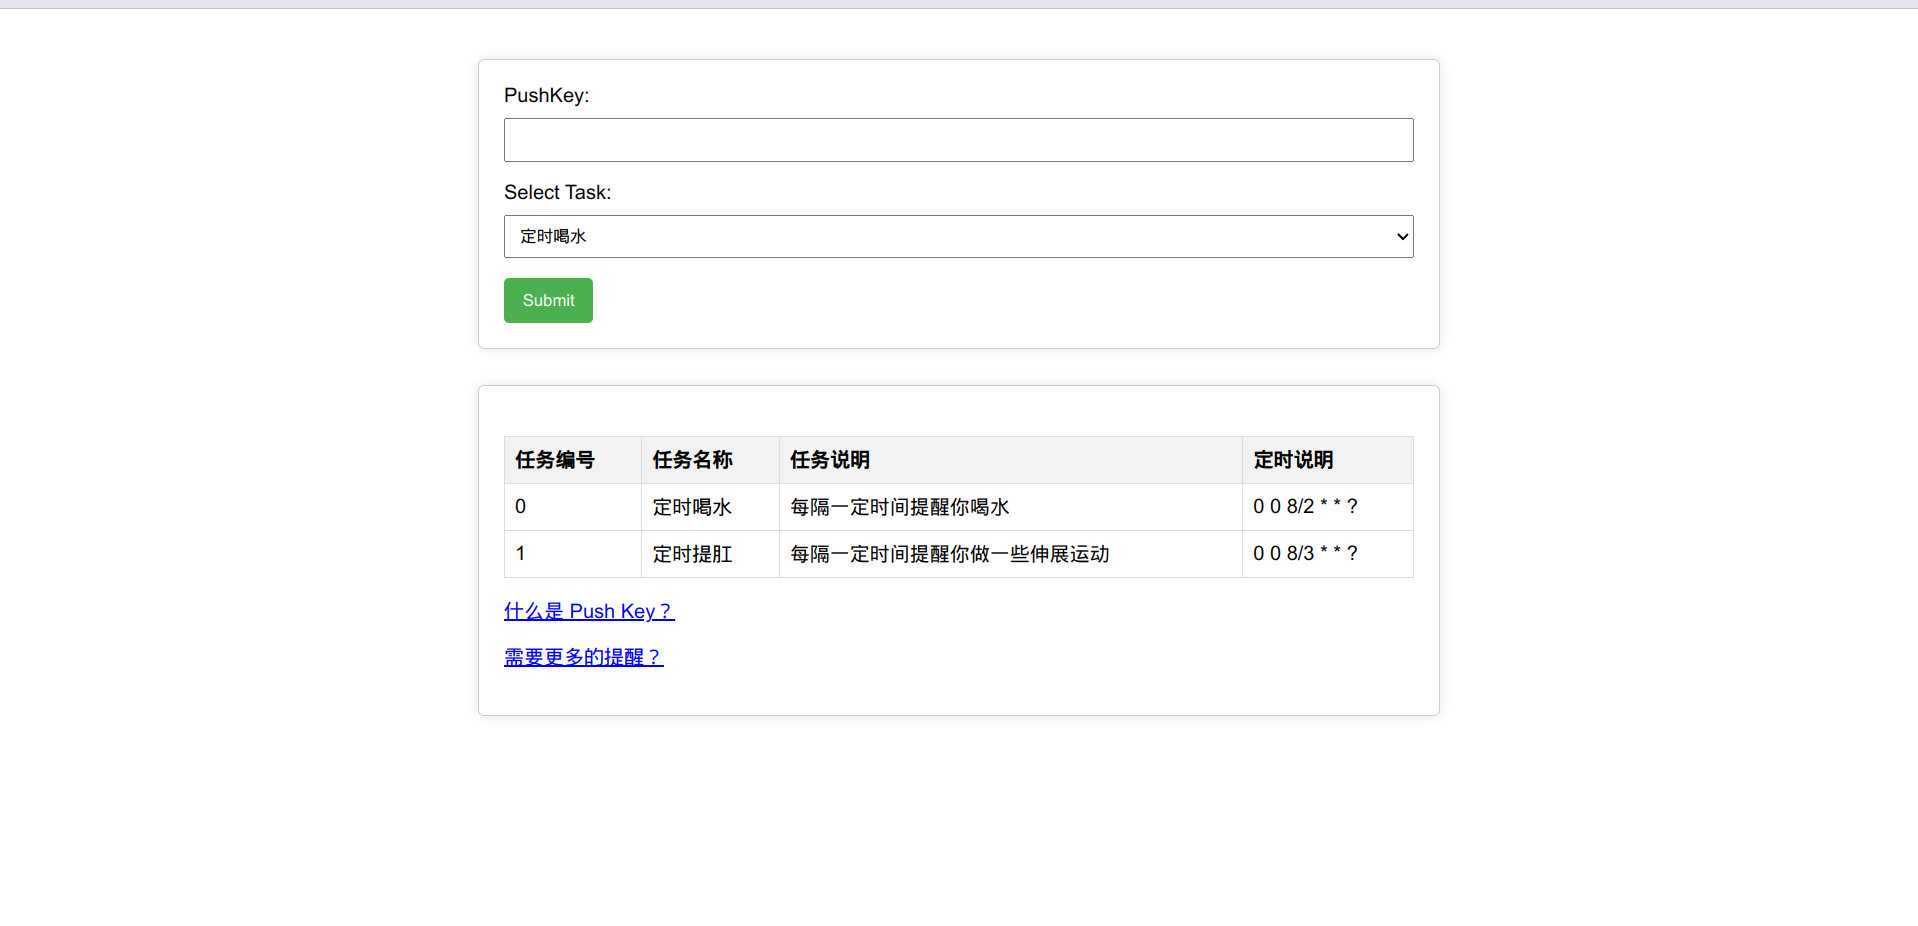 PushKey:
Select Task:
定时喝水
Submit
任务编号 任务名称 任务说明 定时说明
0 定时喝水 每隔一定时间提醒你喝水 0 0 8/2 * * ?
1 定时提肛 每隔一定时间提醒你做一些伸展运动 0 0 8/3 * * ?
什么是 Push Key？
需要更多的提醒？